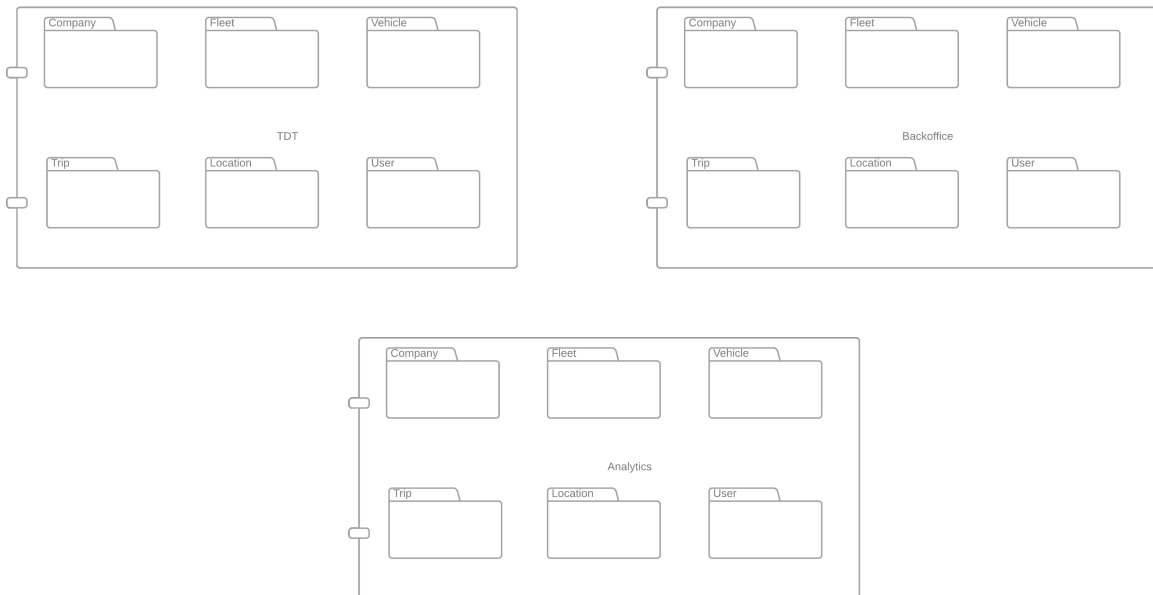 Company
Fleet
Vehicle
TDT
Trip
Location
User
Company
Fleet
Vehicle
Backoffice
Trip
Location
User
Company
Fleet
Vehicle
Analytics
Trip
Location
User